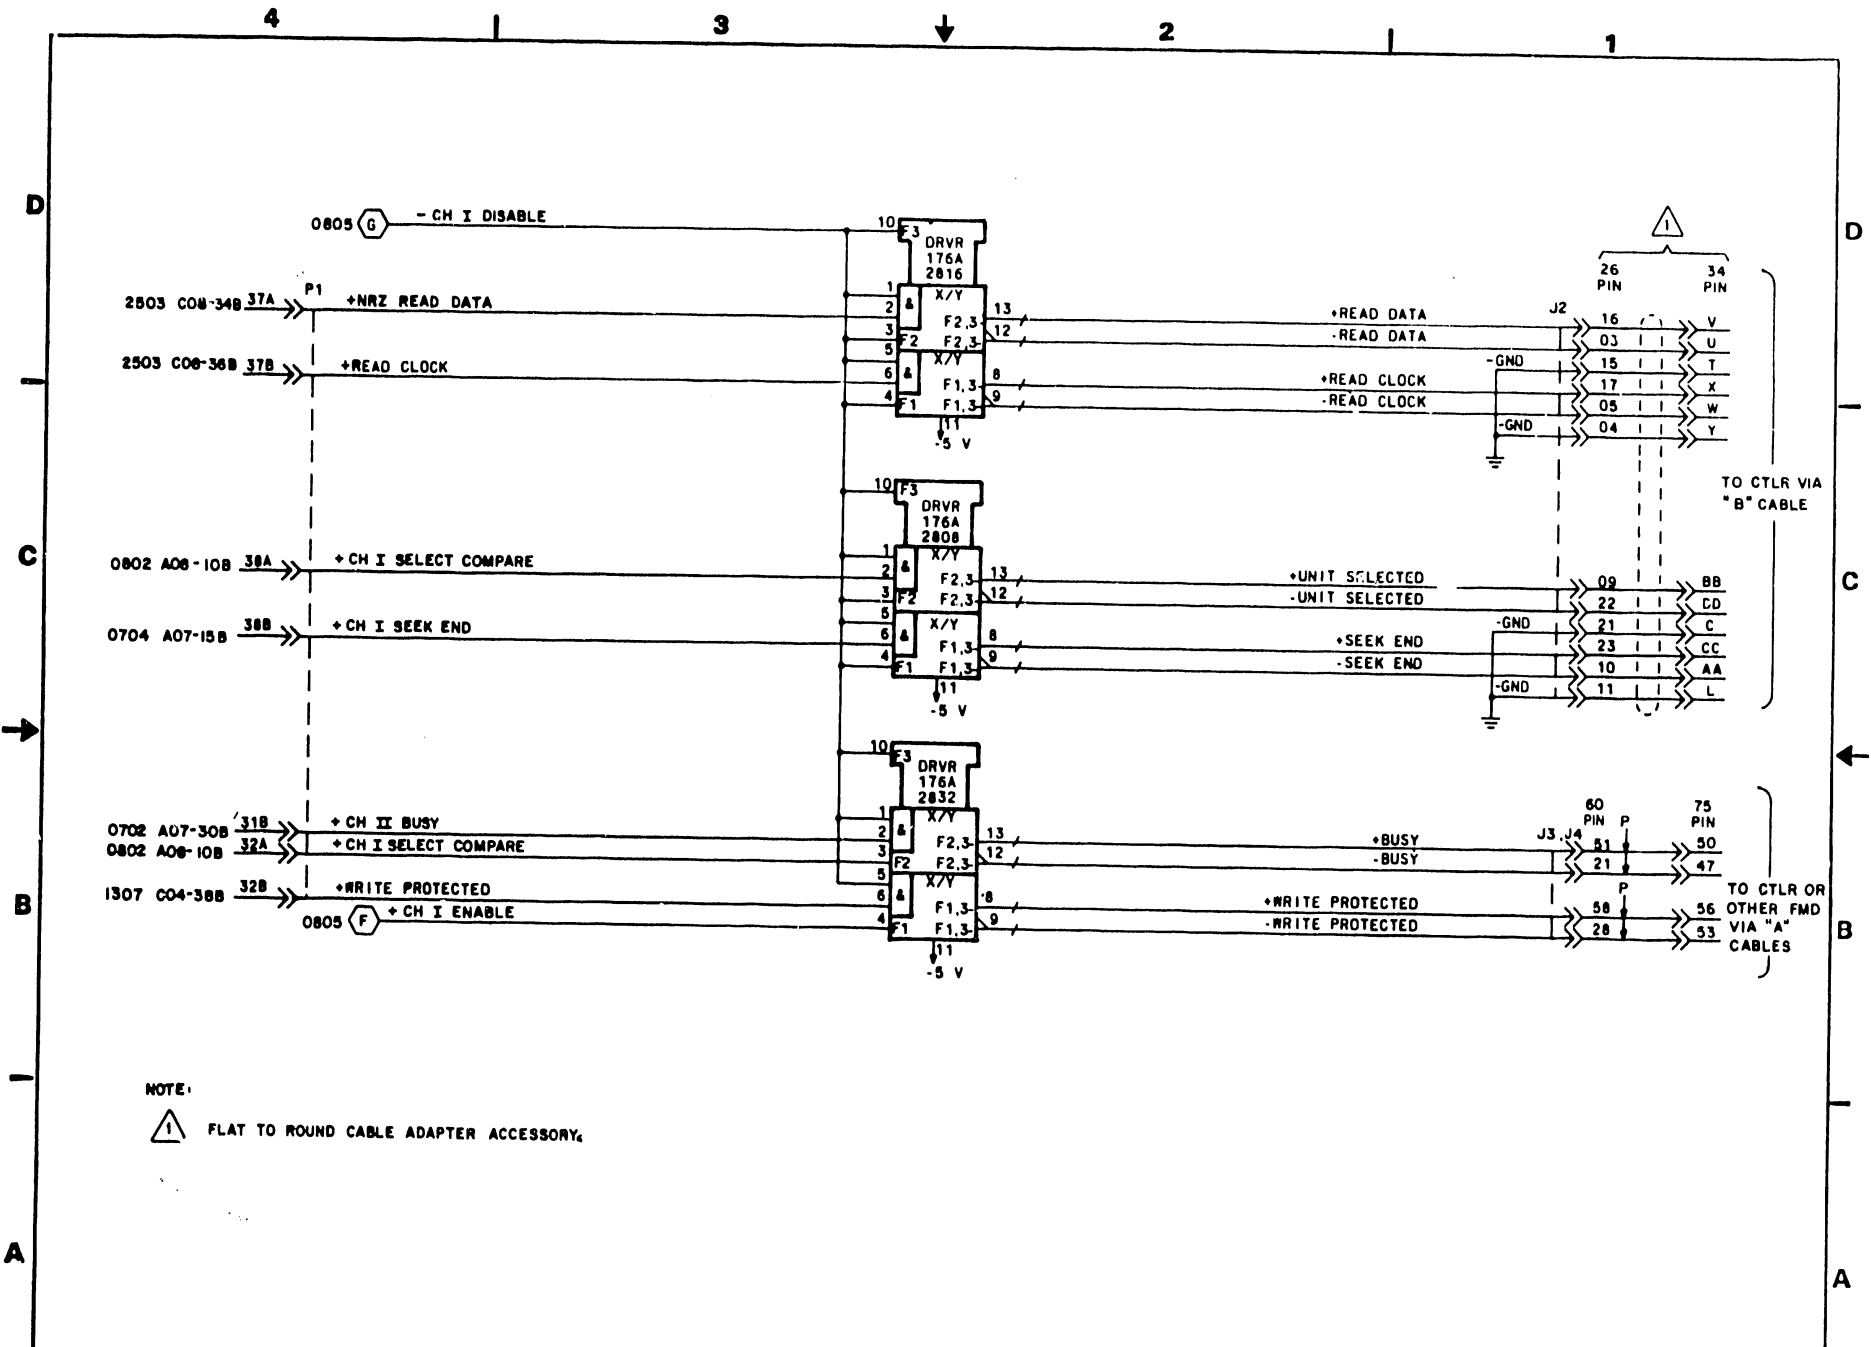 4 3 2 1
D
D
0805 G - CH I DISABLE
10 F3
DRVR
176A
2816
1
26
PIN
34
PIN
P1
2503 C08-34B 37A +NRZ READ DATA
1 & X/Y
2
3 F2
F2,3 13
F2,3 12
+READ DATA
-READ DATA
J2
16 V
03 U
2503 C08-36B 37B +READ CLOCK
5 X/Y
6 &
4 F1
F1,3 8
F1,3 9
-GND 15 T
+READ CLOCK 17 X
-READ CLOCK 05 W
-GND 04 Y
11
-5 V
TO CTLR VIA
"B" CABLE
10 F3
DRVR
176A
2808
C
C
0802 A08-10B 38A + CH I SELECT COMPARE
1 & X/Y
2
3 F2
F2,3 13
F2,3 12
+UNIT SELECTED 09 BB
-UNIT SELECTED 22 DD
0704 A07-15B 38B + CH I SEEK END
5 X/Y
6 &
4 F1
F1,3 8
F1,3 9
-GND 21 C
+SEEK END 23 CC
-SEEK END 10 AA
-GND 11 L
11
-5 V
10 F3
DRVR
176A
2832
60
PIN
P
75
PIN
0702 A07-30B 31B + CH II BUSY
0802 A08-10B 32A + CH I SELECT COMPARE
1 & X/Y
2
3 F2
F2,3 13
F2,3 12
+BUSY J3,J4 51 50
-BUSY 21 47
B
B
1307 C04-38B 32B +WRITE PROTECTED
0805 F + CH I ENABLE
5 X/Y
6 &
4 F1
F1,3 8
F1,3 9
P
+WRITE PROTECTED 58 56
-WRITE PROTECTED 28 53
11
-5 V
TO CTLR OR
OTHER FMD
VIA "A"
CABLES
NOTE:
1 FLAT TO ROUND CABLE ADAPTER ACCESSORY.
A
A